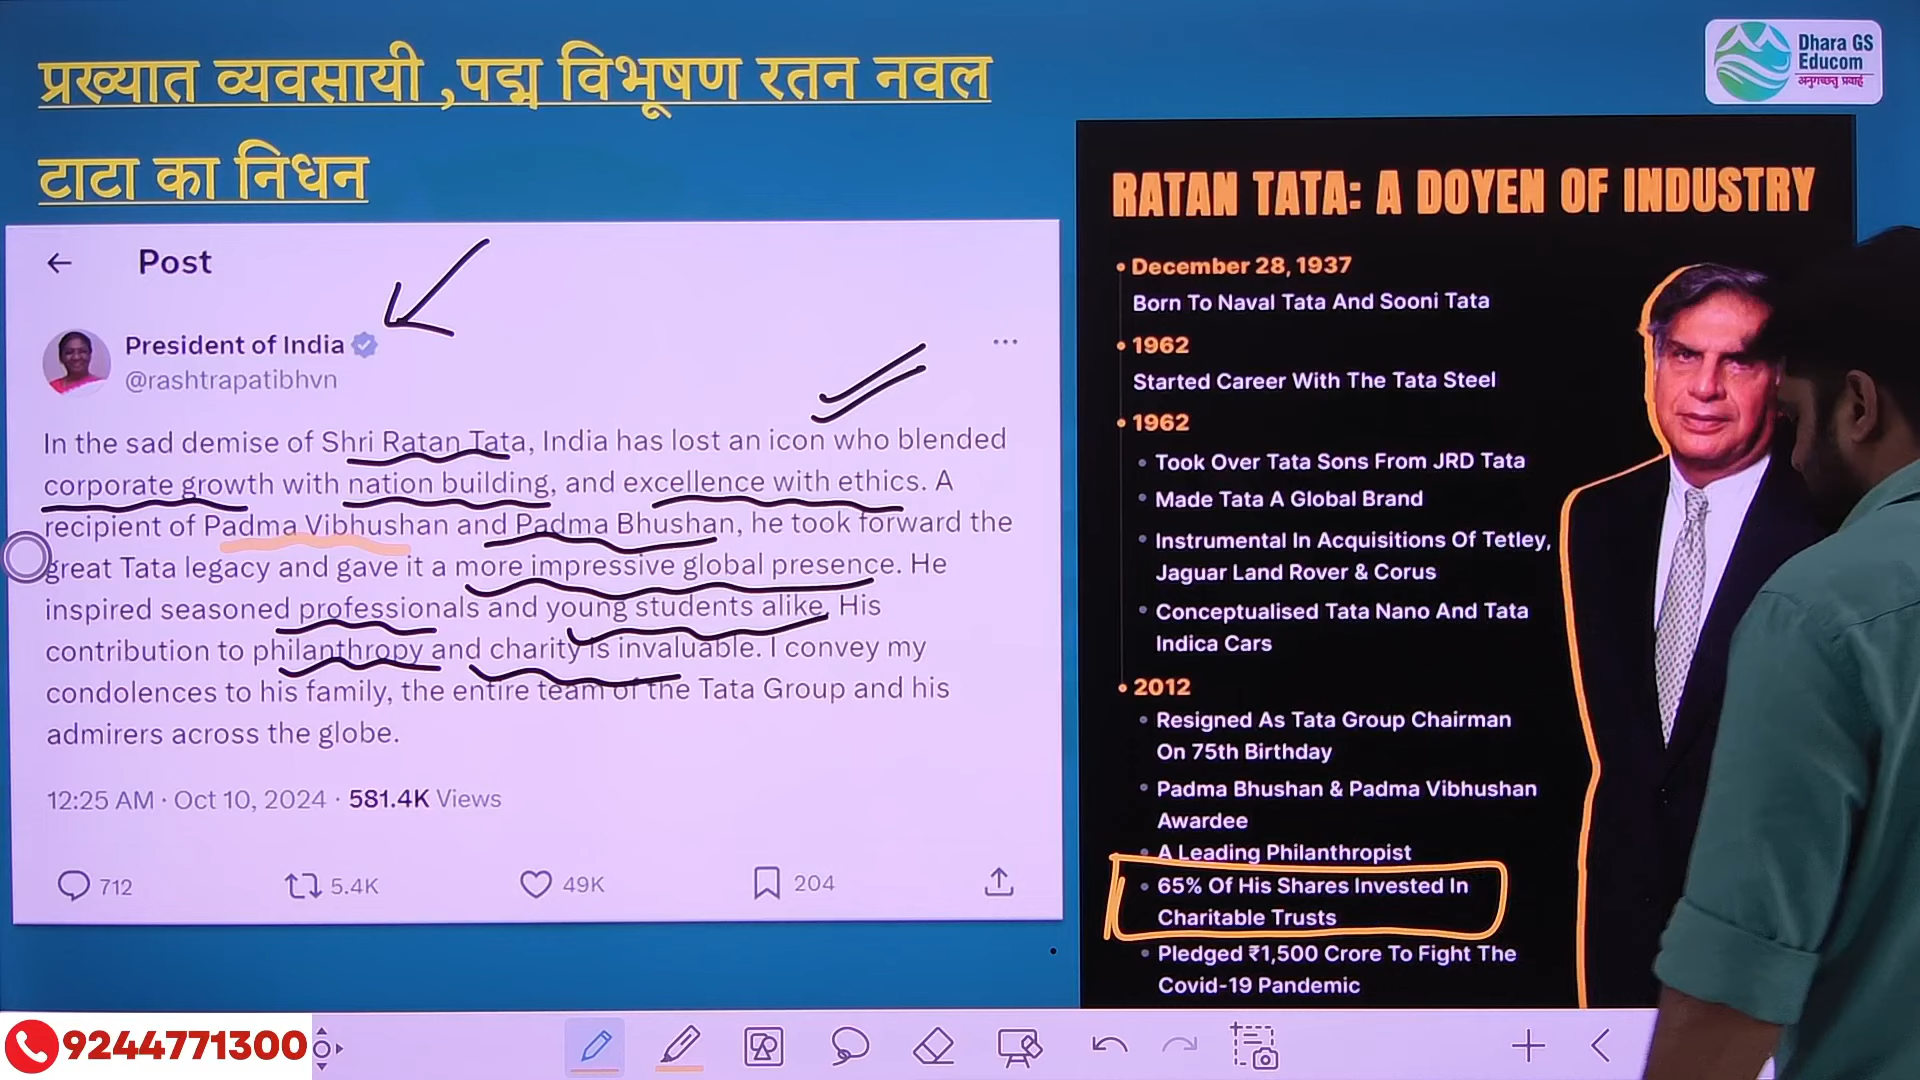 प्रख्यात व्यवसायी ,पद्म विभूषण रतन नवल
टाटा का निधन
Dhara GS
Educom
Post
President of India
@rashtrapatibhvn
In the sad demise of Shri Ratan Tata, India has lost an icon who blended
corporate growth with nation building, and excellence with ethics. A
recipient of Padma Vibhushan and Padma Bhushan, he took forward the
great Tata legacy and gave it a more impressive global presence. He
inspired seasoned professionals and young students alike. His
contribution to philanthropy and charity is invaluable. I convey my
condolences to his family, the entire team of the Tata Group and his
admirers across the globe.
12:25 AM · Oct 10, 2024 · 581.4K Views
712 5.4K 49K 204
RATAN TATA: A DOYEN OF INDUSTRY
December 28, 1937
Born To Naval Tata And Sooni Tata
1962
Started Career With The Tata Steel
1962
Took Over Tata Sons From JRD Tata
Made Tata A Global Brand
Instrumental In Acquisitions Of Tetley,
Jaguar Land Rover & Corus
Conceptualised Tata Nano And Tata
Indica Cars
2012
Resigned As Tata Group Chairman
On 75th Birthday
Padma Bhushan & Padma Vibhushan
Awardee
A Leading Philanthropist
65% Of His Shares Invested In
Charitable Trusts
Pledged ₹1,500 Crore To Fight The
Covid-19 Pandemic
9244771300